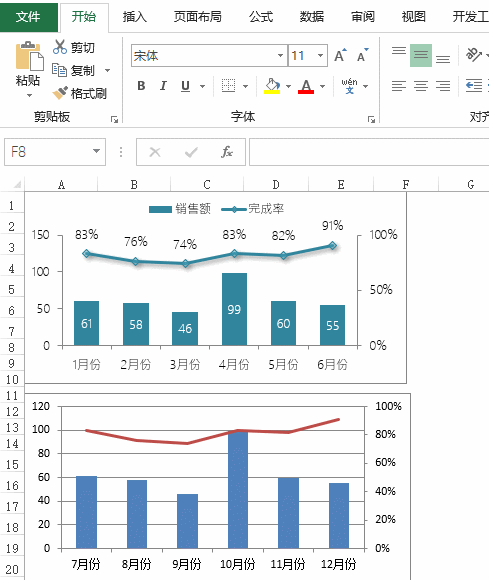 文件 开始 插入 页面布局 公式 数据 审阅 视图 开发工
剪切
复制
格式刷
粘贴
宋体 11 A A
B I U A wén 文
剪贴板 字体 对齐
F8 fx
A B C D E F G
1 2 3 4 5 6 7 8 9 10 11 12 13 14 15 16 17 18 19 20
销售额 完成率
83% 76% 74% 83% 82% 91%
150 100 50 0
100% 50% 0%
61 58 46 99 60 55
1月份 2月份 3月份 4月份 5月份 6月份
120 100 80 60 40 20 0
100% 80% 60% 40% 20% 0%
7月份 8月份 9月份 10月份 11月份 12月份